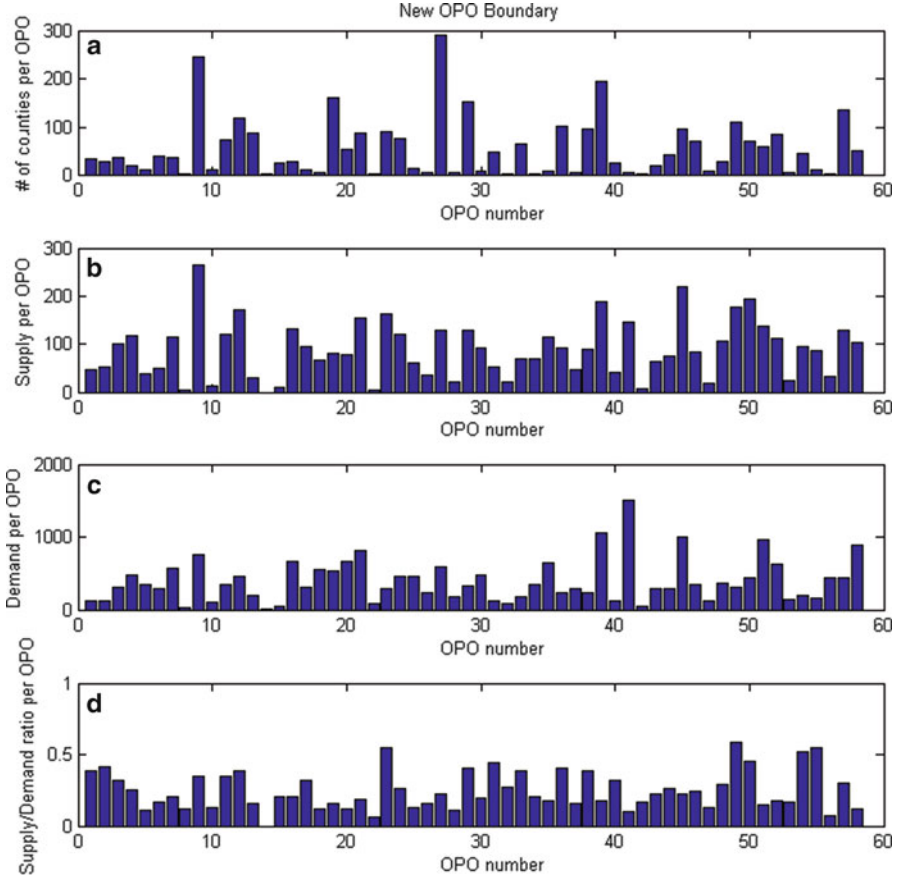 New OPO Boundary
a
# of counties per OPO
300
200
100
0
0 10 20 30 40 50 60
OPO number
b
Supply per OPO
300
200
100
0
0 10 20 30 40 50 60
OPO number
c
Demand per OPO
2000
1000
0
0 10 20 30 40 50 60
OPO number
d
Supply/Demand ratio per OPO
1
0.5
0
0 10 20 30 40 50 60
OPO number